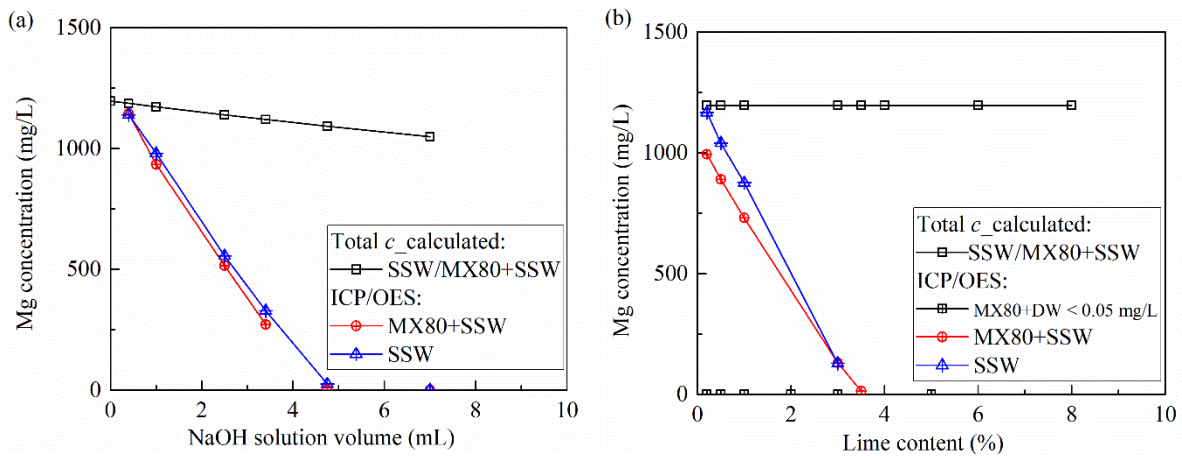 (a)
1500
1000
500
0
Mg concentration (mg/L)
Total c_calculated:
SSW/MX80+SSW
ICP/OES:
MX80+SSW
SSW
0 2 4 6 8 10
NaOH solution volume (mL)
(b)
1500
1000
500
0
Mg concentration (mg/L)
Total c_calculated:
SSW/MX80+SSW
ICP/OES:
MX80+DW < 0.05 mg/L
MX80+SSW
SSW
0 2 4 6 8 10
Lime content (%)